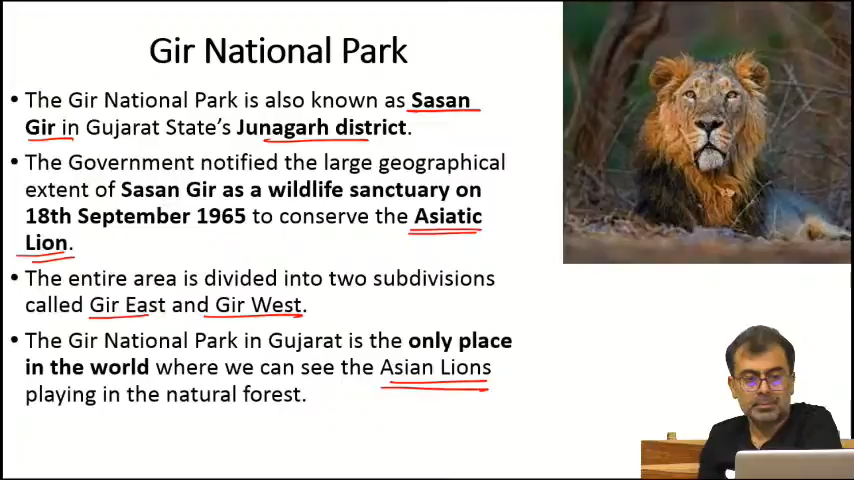 Gir National Park
• The Gir National Park is also known as Sasan
Gir in Gujarat State's Junagarh district.
• The Government notified the large geographical
extent of Sasan Gir as a wildlife sanctuary on
18th September 1965 to conserve the Asiatic
Lion.
• The entire area is divided into two subdivisions
called Gir East and Gir West.
• The Gir National Park in Gujarat is the only place
in the world where we can see the Asian Lions
playing in the natural forest.